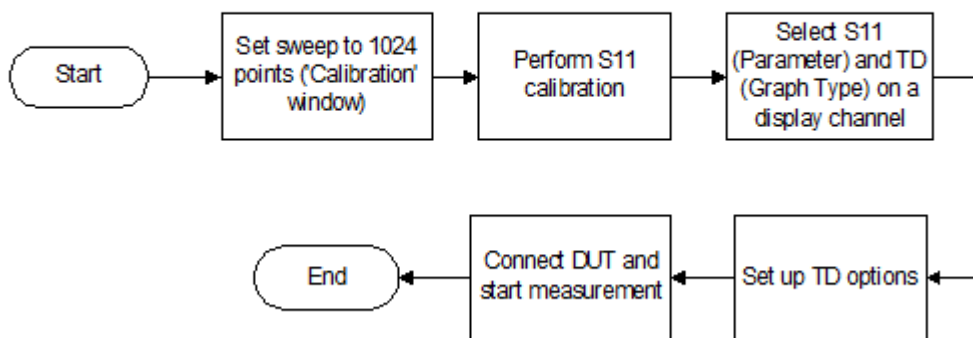 Start
Set sweep to 1024
points ('Calibration'
window)
Perform S11
calibration
Select S11
(Parameter) and TD
(Graph Type) on a
display channel
End
Connect DUT and
start measurement
Set up TD options